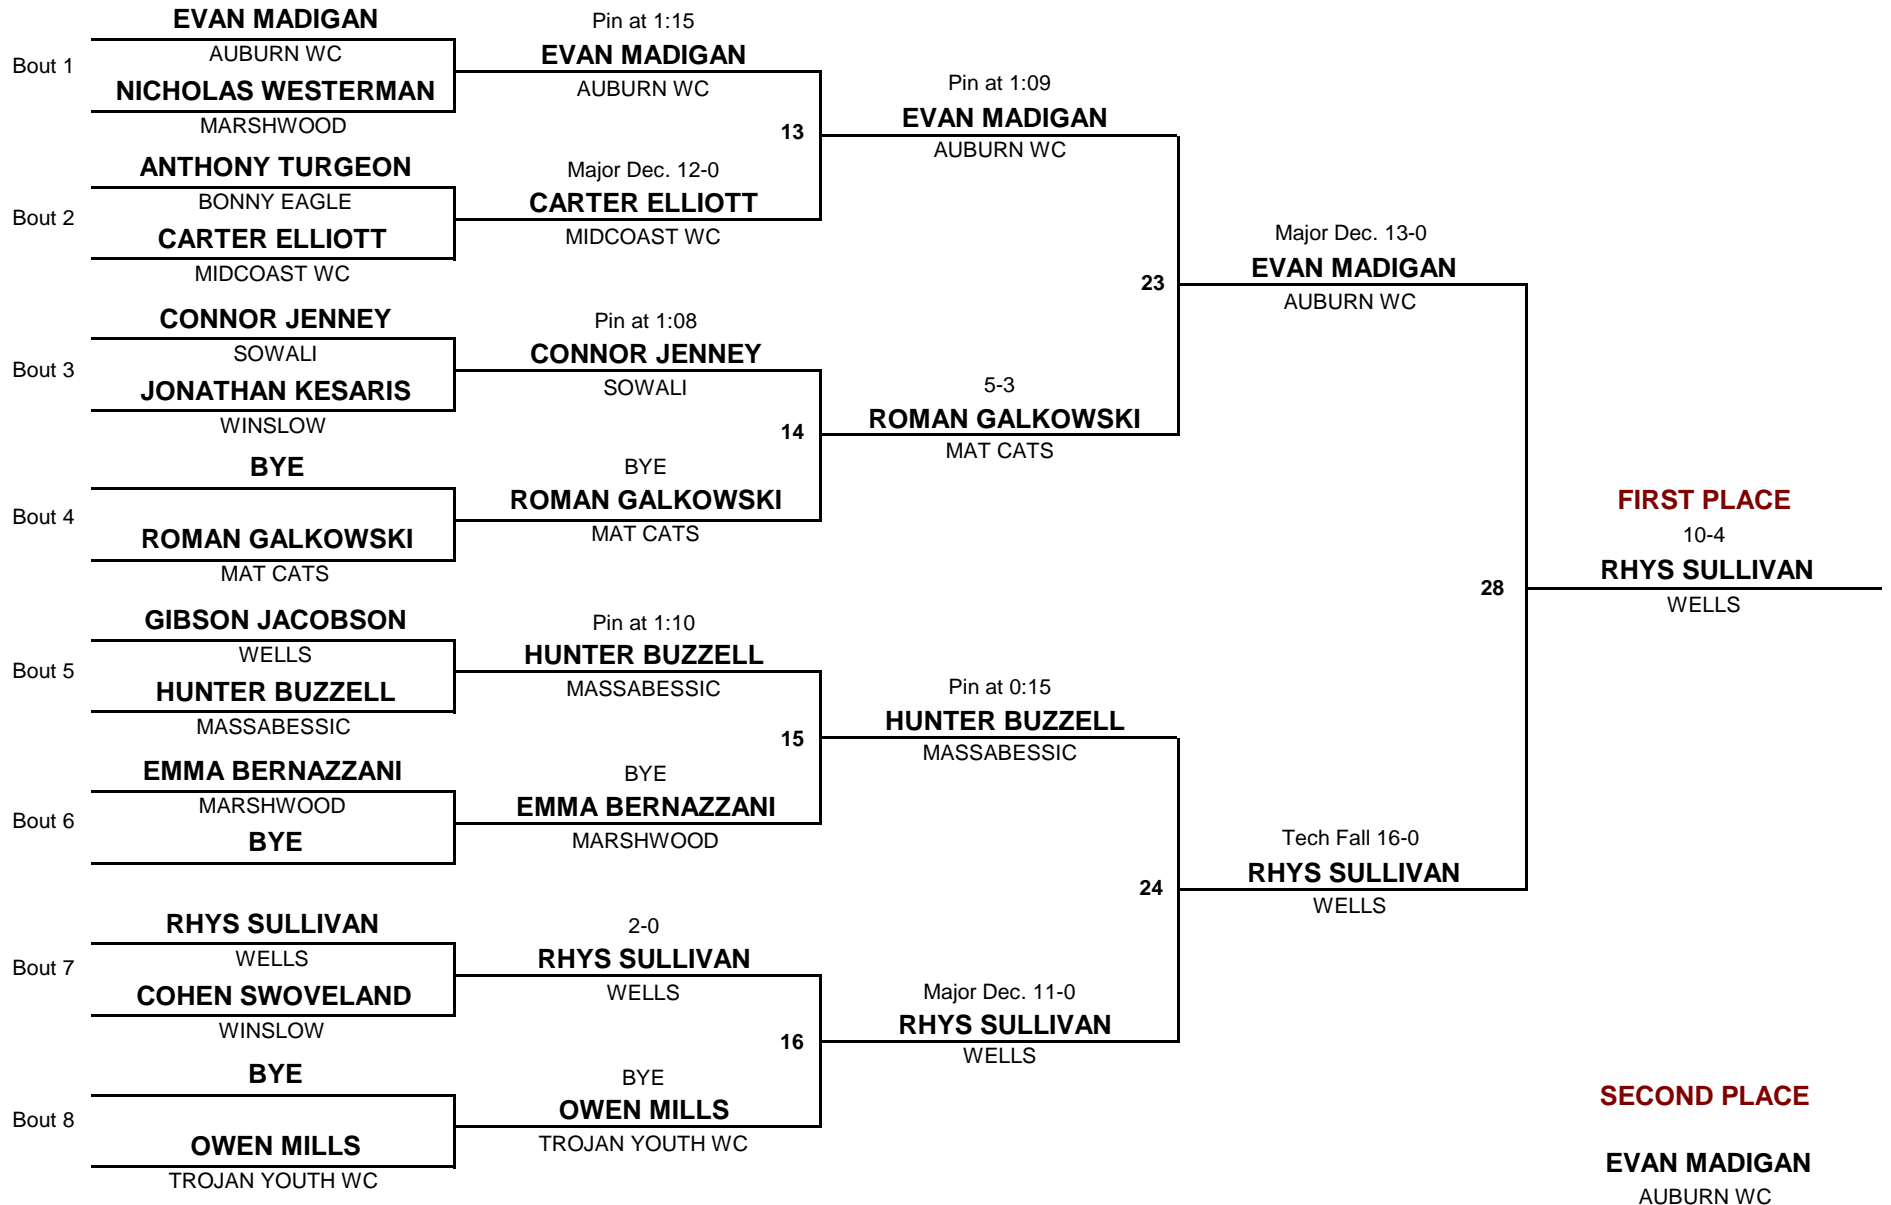 EVAN MADIGAN
Bout 1
AUBURN WC
NICHOLAS WESTERMAN
MARSHWOOD
ANTHONY TURGEON
Bout 2
BONNY EAGLE
CARTER ELLIOTT
MIDCOAST WC
CONNOR JENNEY
Bout 3
SOWALI
JONATHAN KESARIS
WINSLOW
BYE
Bout 4
ROMAN GALKOWSKI
MAT CATS
GIBSON JACOBSON
Bout 5
WELLS
HUNTER BUZZELL
MASSABESSIC
EMMA BERNAZZANI
Bout 6
MARSHWOOD
BYE
RHYS SULLIVAN
Bout 7
WELLS
COHEN SWOVELAND
WINSLOW
BYE
Bout 8
OWEN MILLS
TROJAN YOUTH WC
Pin at 1:15
EVAN MADIGAN
AUBURN WC
13
Major Dec. 12-0
CARTER ELLIOTT
MIDCOAST WC
Pin at 1:08
CONNOR JENNEY
SOWALI
14
BYE
ROMAN GALKOWSKI
MAT CATS
Pin at 1:10
HUNTER BUZZELL
MASSABESSIC
15
BYE
EMMA BERNAZZANI
MARSHWOOD
2-0
RHYS SULLIVAN
WELLS
16
BYE
OWEN MILLS
TROJAN YOUTH WC
Pin at 1:09
EVAN MADIGAN
AUBURN WC
23
5-3
ROMAN GALKOWSKI
MAT CATS
Pin at 0:15
HUNTER BUZZELL
MASSABESSIC
24
Major Dec. 11-0
RHYS SULLIVAN
WELLS
Major Dec. 13-0
EVAN MADIGAN
AUBURN WC
28
Tech Fall 16-0
RHYS SULLIVAN
WELLS
FIRST PLACE
10-4
RHYS SULLIVAN
WELLS
SECOND PLACE
EVAN MADIGAN
AUBURN WC